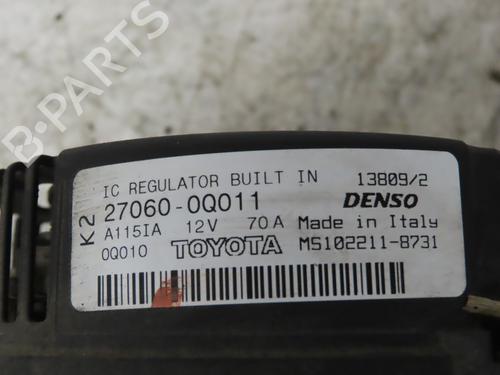 B-PARTS
IC REGULATOR BUILT IN 13809/2
K2 27060-0Q011 DENSO
A115IA 12V 70A Made in Italy
0Q010 TOYOTA MS102211-8731